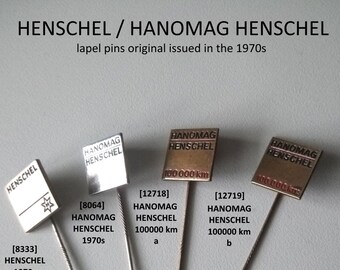 HENSCHEL / HANOMAG HENSCHEL
lapel pins original issued in the 1970s
HENSCHEL
HANOMAG
HENSCHEL
HANOMAG
HENSCHEL
100 000 km
HANOMAG
HENSCHEL
100 000 km
[8333]
HENSCHEL
[8064]
HANOMAG
HENSCHEL
1970s
[12718]
HANOMAG
HENSCHEL
100000 km
a
[12719]
HANOMAG
HENSCHEL
100000 km
b